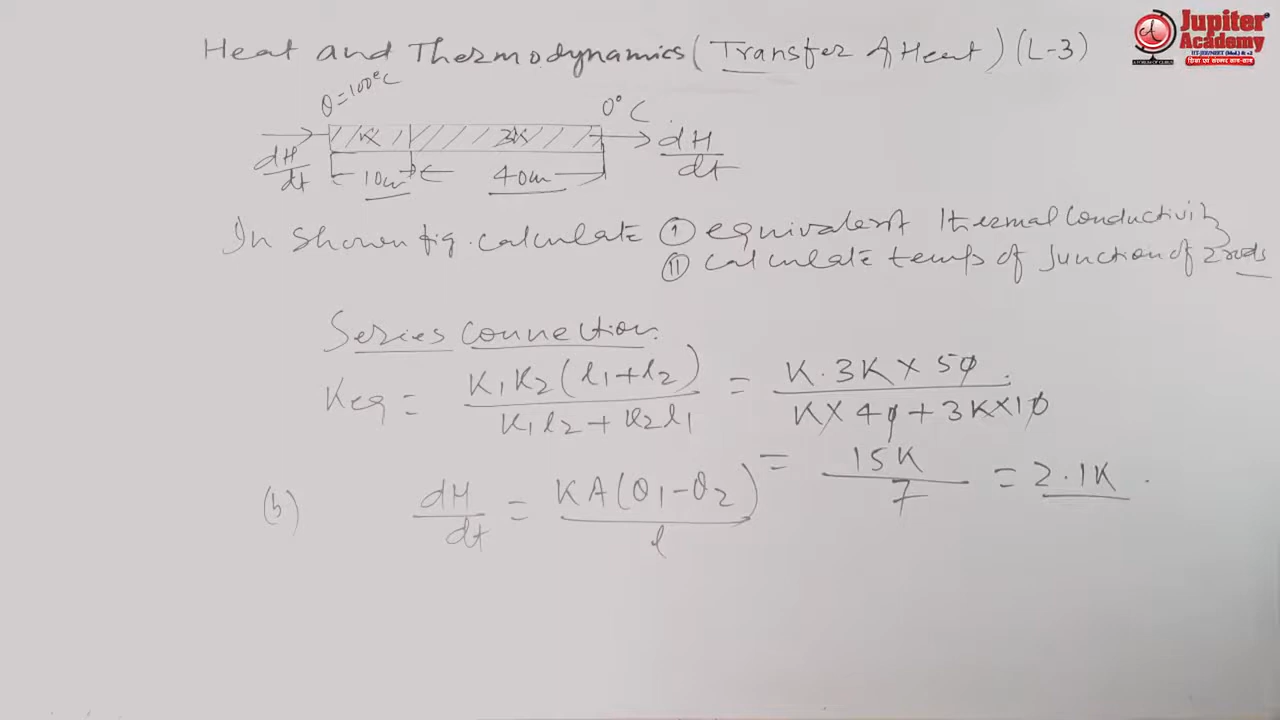 Heat and Thermodynamics (Transfer of Heat) (L-3)
Jupiter
Academy
θ=100°C
0°C
K
3K
dH/dt
10cm
40cm
dH/dt
In shown fig. calculate (I) equivalent thermal conductivity
(II) calculate temp of junction of 2 rods
Series connection.
Keq = K₁K₂(l₁+l₂) / K₁l₂+K₂l₁ = K.3K×50 / K×40+3K×10
= 15K / 7 = 2.1K.
(b) dH/dt = KA(θ₁-θ₂) / l